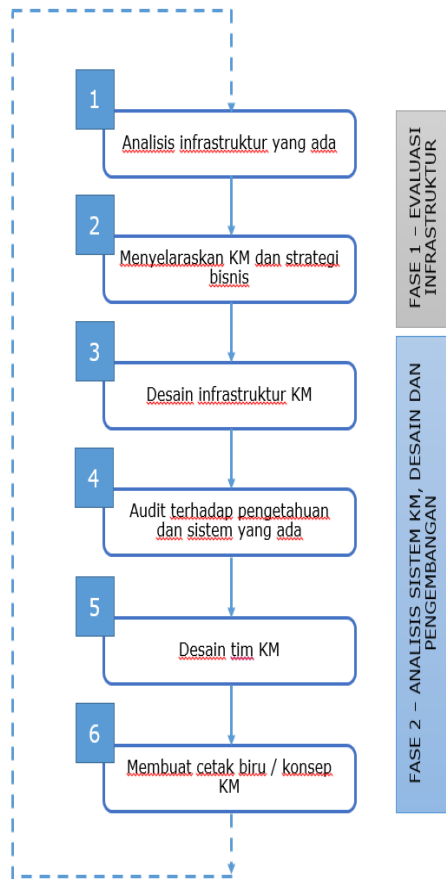 1
Analisis infrastruktur yang ada
2
Menyelaraskan KM dan strategi
bisnis
FASE 1 – EVALUASI
INFRASTRUKTUR
3
Desain infrastruktur KM
4
Audit terhadap pengetahuan
dan sistem yang ada
5
Desain tim KM
6
Membuat cetak biru / konsep
KM
FASE 2 – ANALISIS SISTEM KM, DESAIN DAN
PENGEMBANGAN